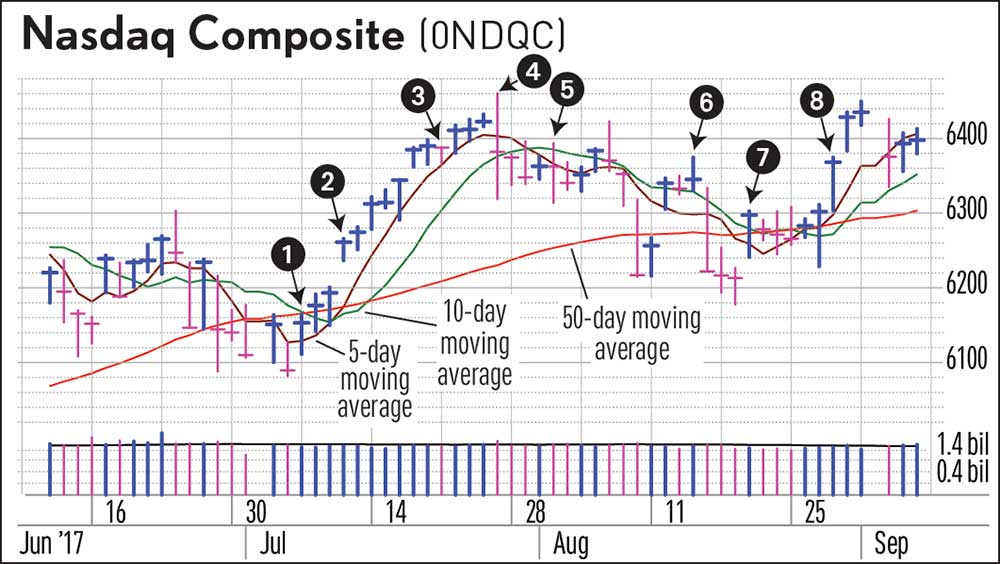 Nasdaq Composite (0NDQC)
4
3
5
6
8
6400
7
2
6300
1
6200
10-day
moving
average
50-day moving
average
5-day
moving
average
6100
1.4 bil
0.4 bil
16
30
14
28
11
25
Jun '17
Jul
Aug
Sep